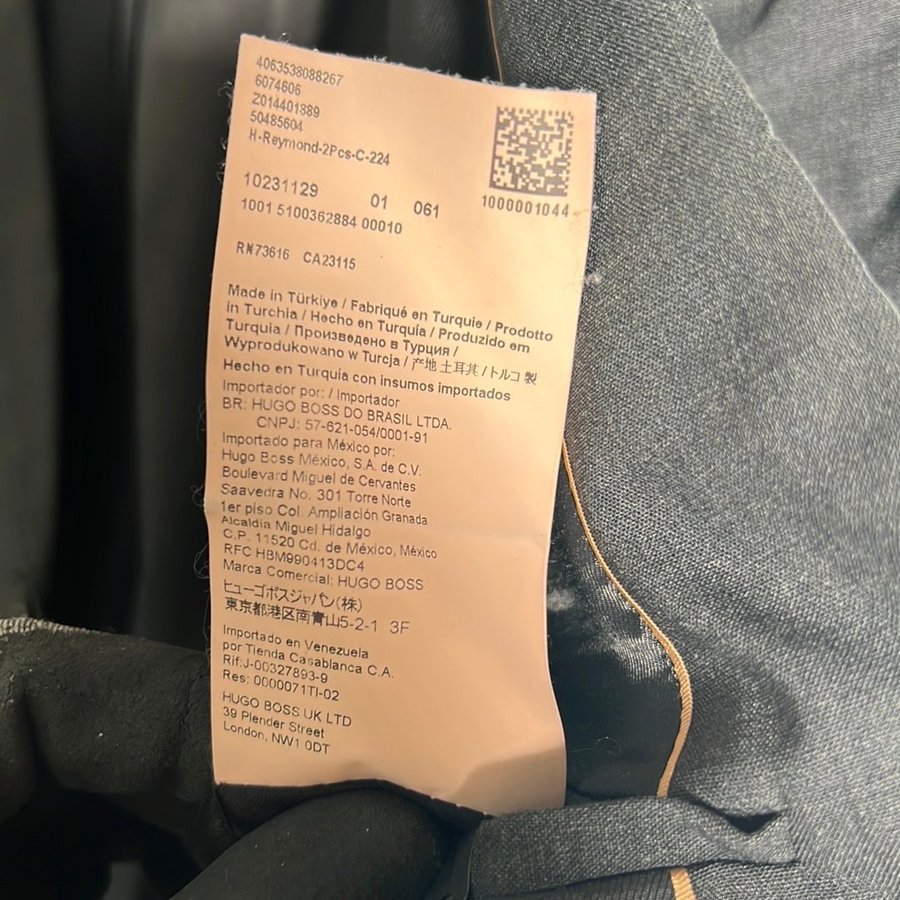 4063538088267
6074606
Z014401889
50485604
H-Reymond-2Pcs-C-224
1000001044
10231129 01 061
1001 5100362884 00010
RN73616 CA23115
Made in Türkiye / Fabriqué en Turquie / Prodotto
in Turchia / Hecho en Turquía / Produzido em
Turquia / Произведено в Турция /
Wyprodukowano w Turcja / 产地 土耳其 / トルコ 製
Hecho en Turquía con insumos importados
Importador por: / Importador
BR: HUGO BOSS DO BRASIL LTDA.
CNPJ: 57-621-054/0001-91
Importado para México por:
Hugo Boss México, S.A. de C.V.
Boulevard Miguel de Cervantes
Saavedra No. 301 Torre Norte
1er piso Col. Ampliación Granada
Alcaldia Miguel Hidalgo
C.P. 11520 Cd. de México, México
RFC HBM990413DC4
Marca Comercial: HUGO BOSS
ヒューゴボスジャパン(株)
東京都港区南青山5-2-1 3F
Importado en Venezuela
por Tienda Casablanca C.A.
Rif:J-00327893-9
Res: 0000071TI-02
HUGO BOSS UK LTD
39 Plender Street
London, NW1 0DT